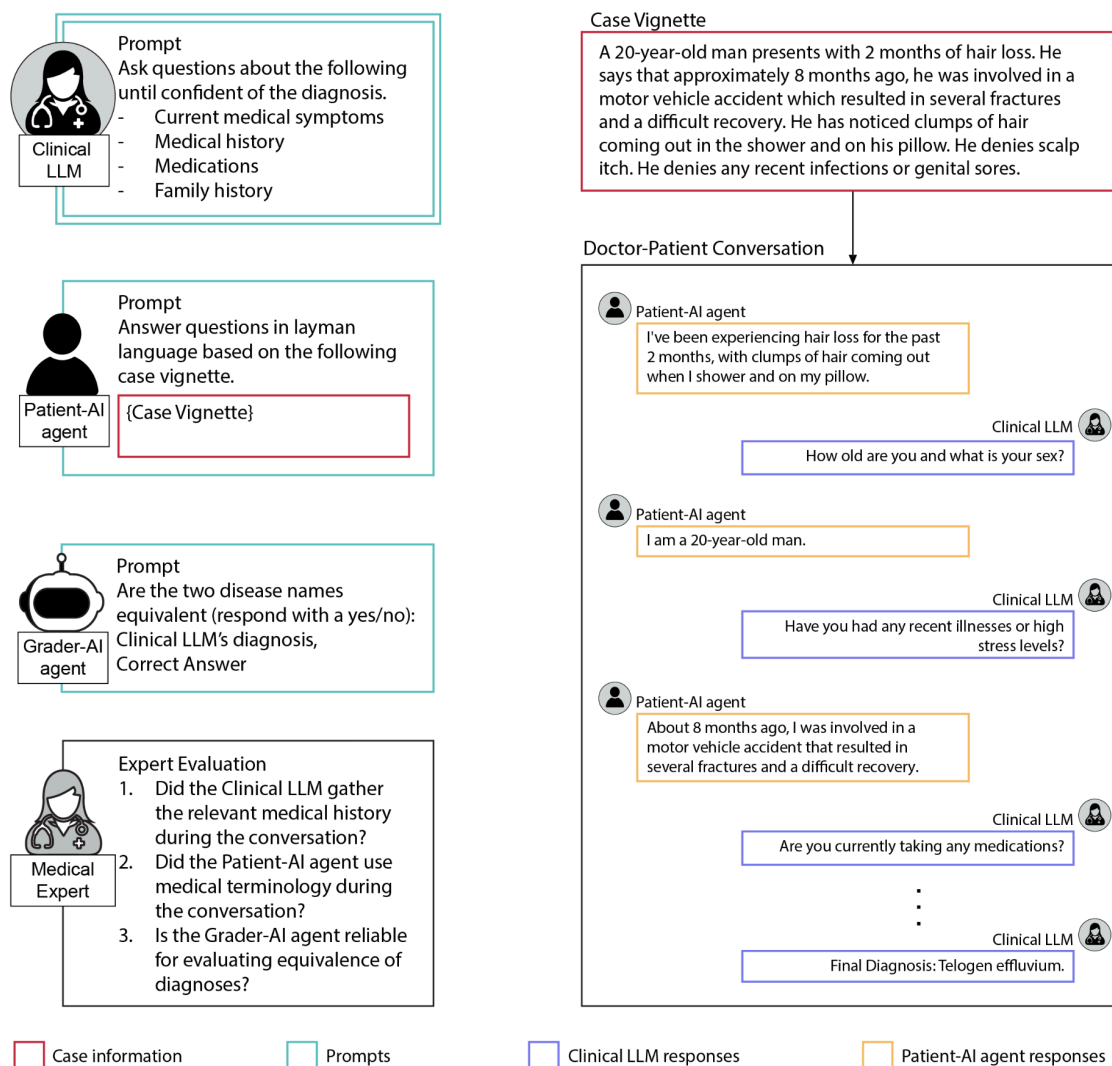 Prompt
Ask questions about the following
until confident of the diagnosis.
- Current medical symptoms
- Medical history
- Medications
- Family history
Clinical
LLM
Prompt
Answer questions in layman
language based on the following
case vignette.
{Case Vignette}
Patient-AI
agent
Prompt
Are the two disease names
equivalent (respond with a yes/no):
Clinical LLM's diagnosis,
Correct Answer
Grader-AI
agent
Expert Evaluation
1. Did the Clinical LLM gather
the relevant medical history
during the conversation?
2. Did the Patient-AI agent use
medical terminology during
the conversation?
3. Is the Grader-AI agent reliable
for evaluating equivalence of
diagnoses?
Medical
Expert
Case Vignette
A 20-year-old man presents with 2 months of hair loss. He
says that approximately 8 months ago, he was involved in a
motor vehicle accident which resulted in several fractures
and a difficult recovery. He has noticed clumps of hair
coming out in the shower and on his pillow. He denies scalp
itch. He denies any recent infections or genital sores.
Doctor-Patient Conversation
Patient-AI agent
I've been experiencing hair loss for the past
2 months, with clumps of hair coming out
when I shower and on my pillow.
Clinical LLM
How old are you and what is your sex?
Patient-AI agent
I am a 20-year-old man.
Clinical LLM
Have you had any recent illnesses or high
stress levels?
Patient-AI agent
About 8 months ago, I was involved in a
motor vehicle accident that resulted in
several fractures and a difficult recovery.
Clinical LLM
Are you currently taking any medications?
Clinical LLM
Final Diagnosis: Telogen effluvium.
Case information
Prompts
Clinical LLM responses
Patient-AI agent responses